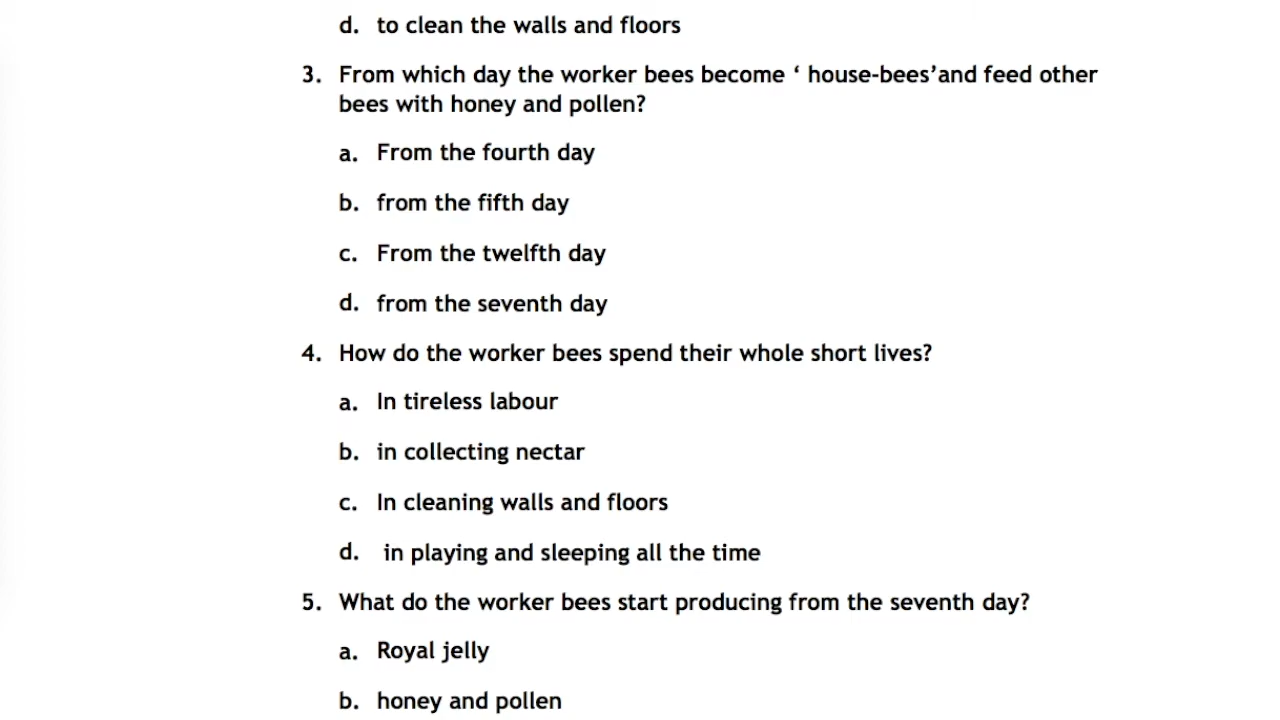 d. to clean the walls and floors
3. From which day the worker bees become ‘ house-bees’and feed other
bees with honey and pollen?
a. From the fourth day
b. from the fifth day
c. From the twelfth day
d. from the seventh day
4. How do the worker bees spend their whole short lives?
a. In tireless labour
b. in collecting nectar
c. In cleaning walls and floors
d. in playing and sleeping all the time
5. What do the worker bees start producing from the seventh day?
a. Royal jelly
b. honey and pollen